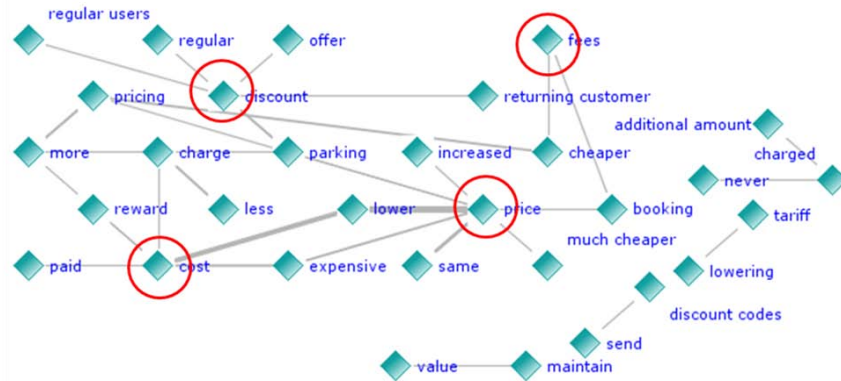 regular users
regular
offer
fees
pricing
discount
returning customer
additional amount
more
charge
parking
increased
cheaper
charged
never
reward
less
lower
price
booking
tariff
much cheaper
paid
cost
expensive
same
lowering
discount codes
send
value
maintain